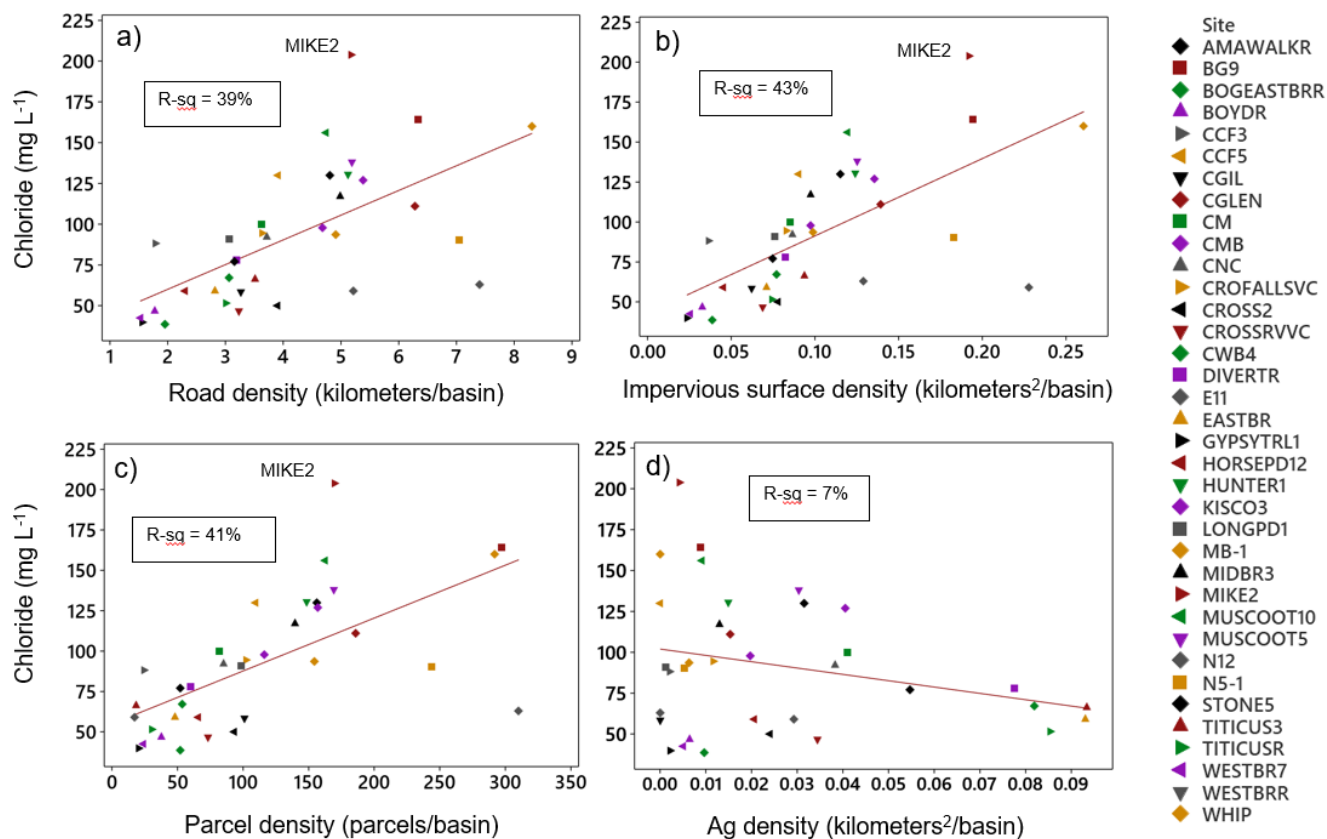 a)
MIKE2
R-sq = 39%
Chloride (mg L-1)
225
200
175
150
125
100
75
50
1 2 3 4 5 6 7 8 9
Road density (kilometers/basin)
b)
MIKE2
R-sq = 43%
225
200
175
150
125
100
75
50
0.00 0.05 0.10 0.15 0.20 0.25
Impervious surface density (kilometers2/basin)
c)
MIKE2
R-sq = 41%
Chloride (mg L-1)
225
200
175
150
125
100
75
50
0 50 100 150 200 250 300 350
Parcel density (parcels/basin)
d)
R-sq = 7%
225
200
175
150
125
100
75
50
0.00 0.01 0.02 0.03 0.04 0.05 0.06 0.07 0.08 0.09
Ag density (kilometers2/basin)
Site
AMAWALKR
BG9
BOGEASTBRR
BOYDR
CCF3
CCF5
CGIL
CGLEN
CM
CMB
CNC
CROFALLSVC
CROSS2
CROSSRVVC
CWB4
DIVERTR
E11
EASTBR
GYPSYTRL1
HORSEPD12
HUNTER1
KISCO3
LONGPD1
MB-1
MIDBR3
MIKE2
MUSCOOT10
MUSCOOT5
N12
N5-1
STONE5
TITICUS3
TITICUSR
WESTBR7
WESTBRR
WHIP